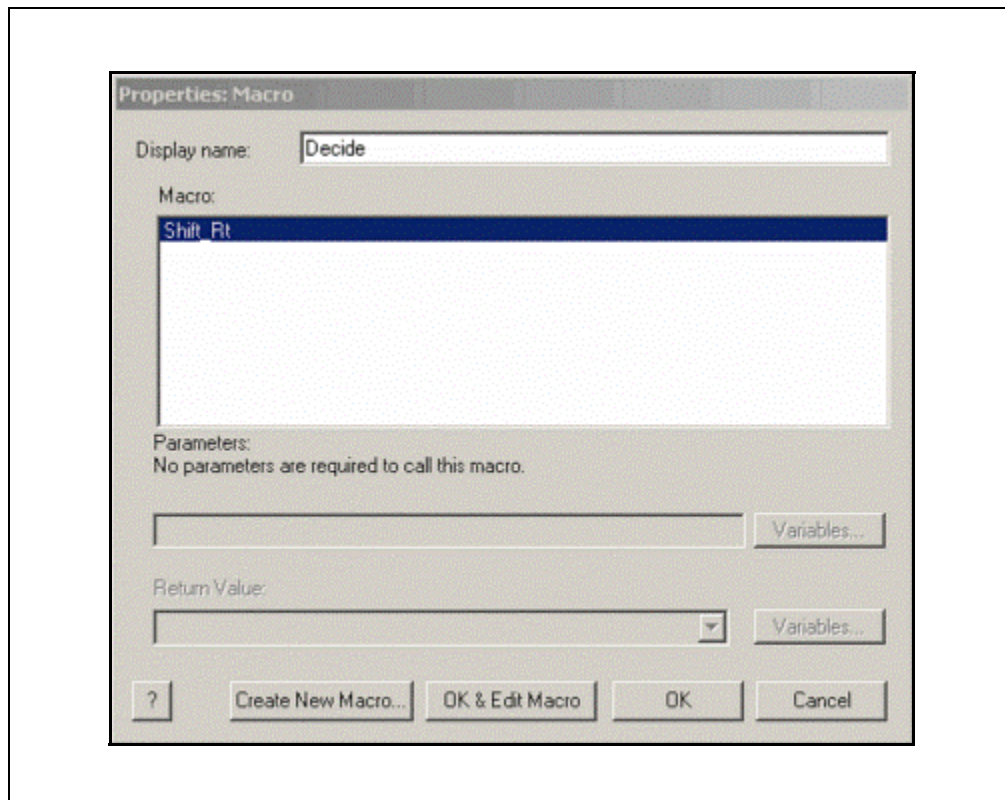 Properties: Macro
Display name: Decide
Macro:
Shift_Rt
Parameters:
No parameters are required to call this macro.
Variables...
Return Value:
Variables...
? Create New Macro... OK & Edit Macro OK Cancel